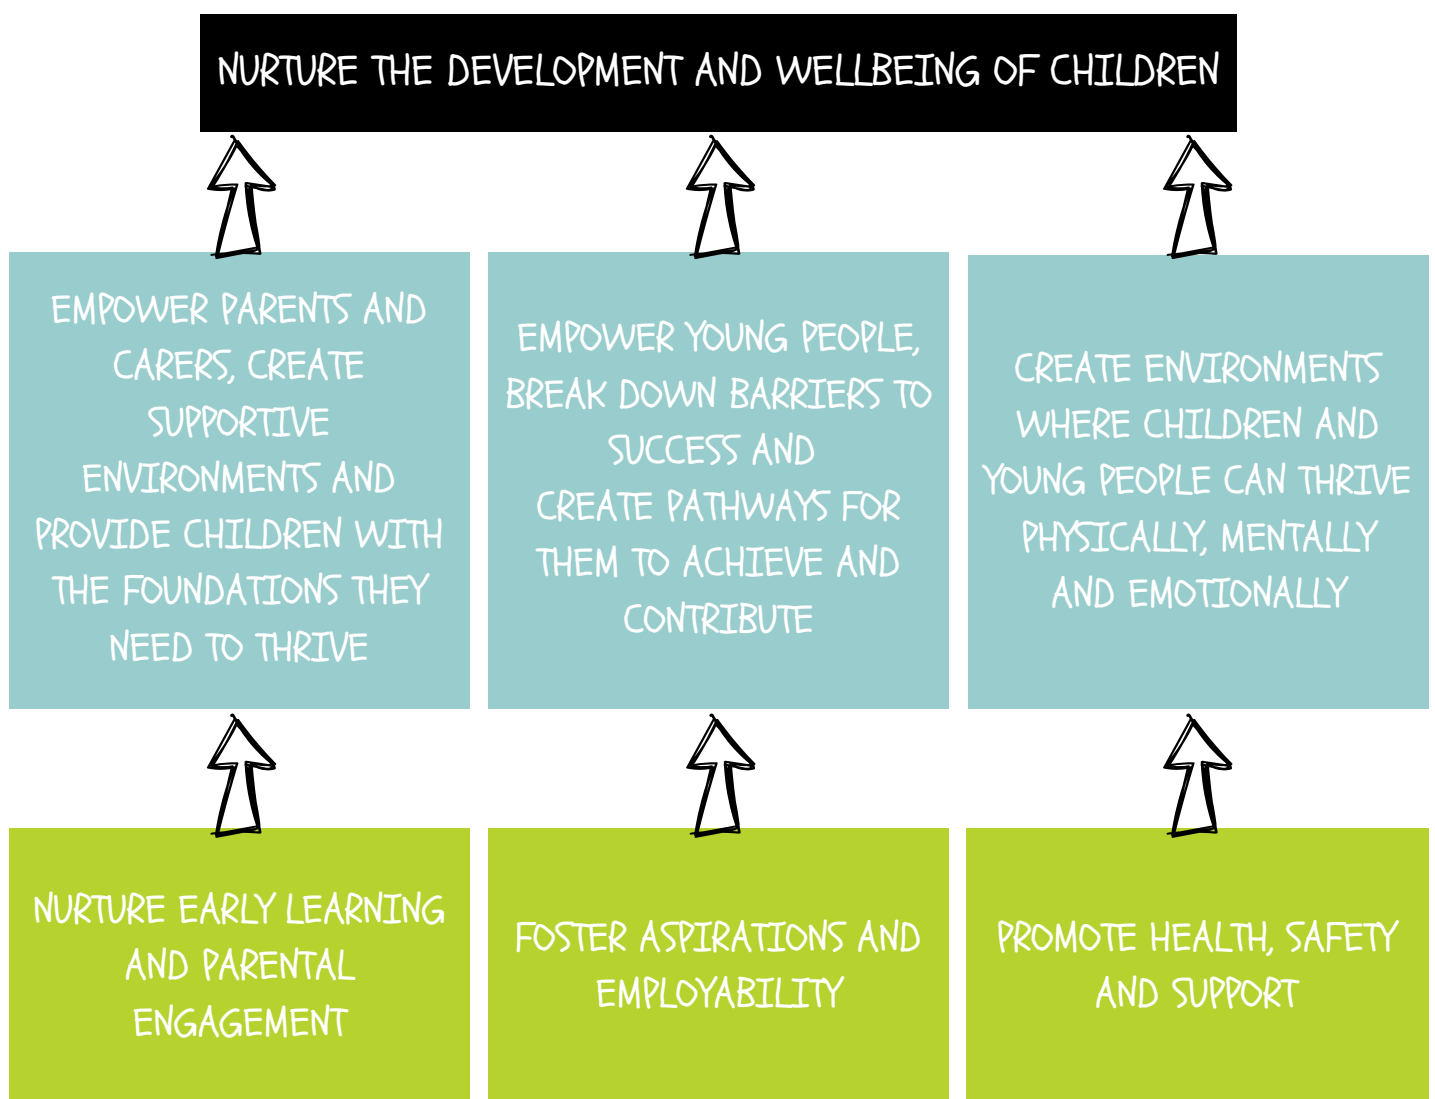 NURTURE THE DEVELOPMENT AND WELLBEING OF CHILDREN
EMPOWER PARENTS AND
CARERS, CREATE
SUPPORTIVE
ENVIRONMENTS AND
PROVIDE CHILDREN WITH
THE FOUNDATIONS THEY
NEED TO THRIVE
EMPOWER YOUNG PEOPLE,
BREAK DOWN BARRIERS TO
SUCCESS AND
CREATE PATHWAYS FOR
THEM TO ACHIEVE AND
CONTRIBUTE
CREATE ENVIRONMENTS
WHERE CHILDREN AND
YOUNG PEOPLE CAN THRIVE
PHYSICALLY, MENTALLY
AND EMOTIONALLY
NURTURE EARLY LEARNING
AND PARENTAL
ENGAGEMENT
FOSTER ASPIRATIONS AND
EMPLOYABILITY
PROMOTE HEALTH, SAFETY
AND SUPPORT